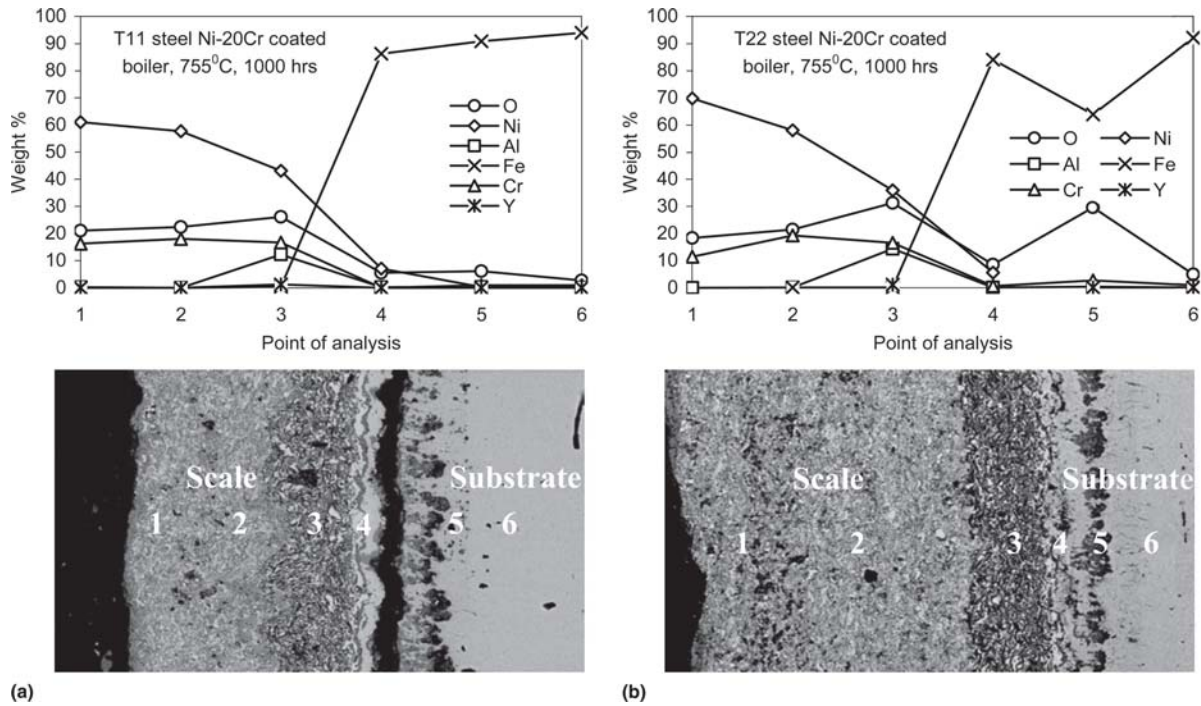 T11 steel Ni-20Cr coated
boiler, 755⁰C, 1000 hrs
Weight %
100
90
80
70
60
50
40
30
20
10
0
O
Ni
Al
Fe
Cr
Y
1 2 3 4 5 6
Point of analysis
T22 steel Ni-20Cr coated
boiler, 755⁰C, 1000 hrs
Weight %
100
90
80
70
60
50
40
30
20
10
0
O Ni
Al Fe
Cr Y
1 2 3 4 5 6
Point of analysis
Scale Substrate
1 2 3 4 5 6
(a)
Scale Substrate
1 2 3 4 5 6
(b)